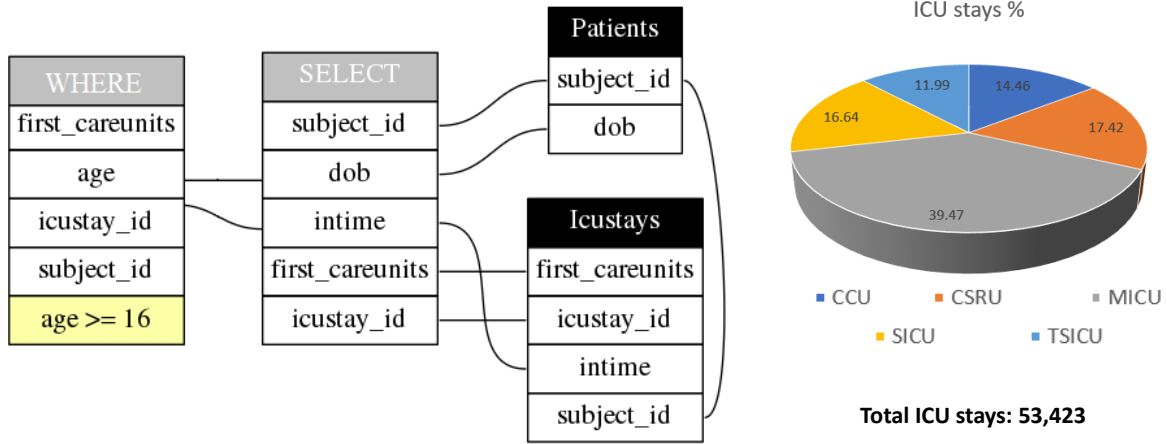 WHERE
first_careunits
age
icustay_id
subject_id
age >= 16
SELECT
subject_id
dob
intime
first_careunits
icustay_id
Patients
subject_id
dob
Icustays
first_careunits
icustay_id
intime
subject_id
ICU stays %
11.99
14.46
16.64
17.42
39.47
CCU
CSRU
MICU
SICU
TSICU
Total ICU stays: 53,423